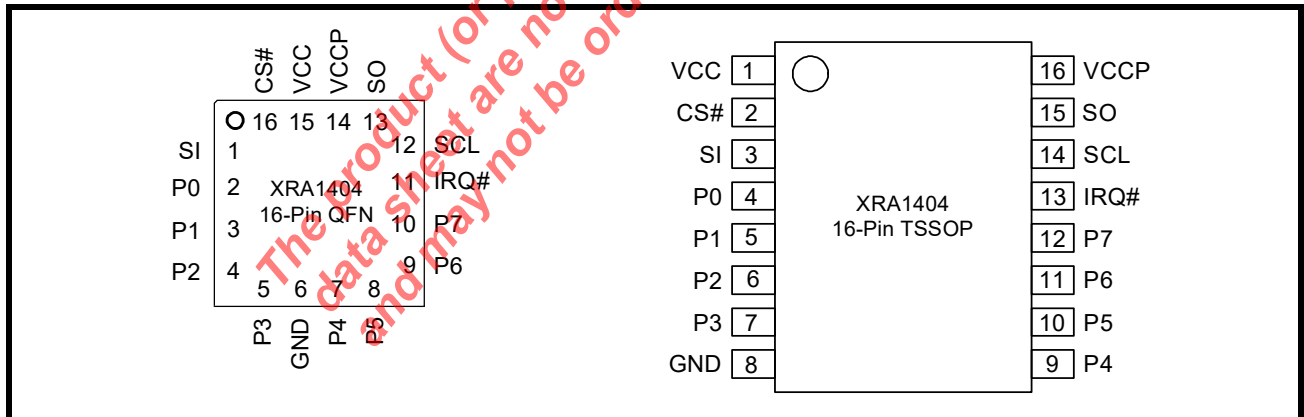 CS#
VCC
VCCP
SO
16 15 14 13
SI 1
P0 2
P1 3
P2 4
XRA1404
16-Pin QFN
12 SCL
11 IRQ#
10 P7
9 P6
5 6 7 8
P3
GND
P4
P5
VCC 1
CS# 2
SI 3
P0 4
P1 5
P2 6
P3 7
GND 8
XRA1404
16-Pin TSSOP
16 VCCP
15 SO
14 SCL
13 IRQ#
12 P7
11 P6
10 P5
9 P4
The product (or
data sheet are no
and may not be ord